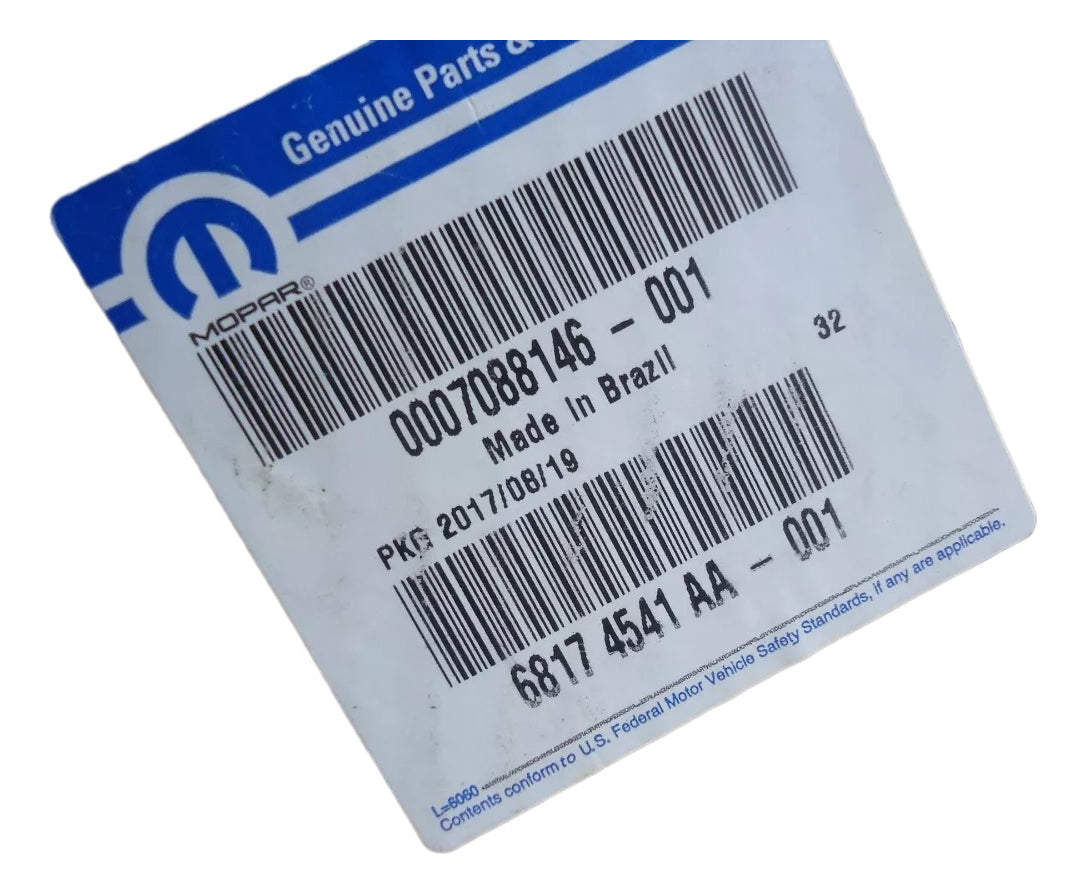 Genuine Parts &
MOPAR®
0007088146 - 001
Made In Brazil
32
PKG 2017/08/19
6817 4541 AA - 001
L=6060
Contents conform to U.S. Federal Motor Vehicle Safety Standards, if any are applicable.